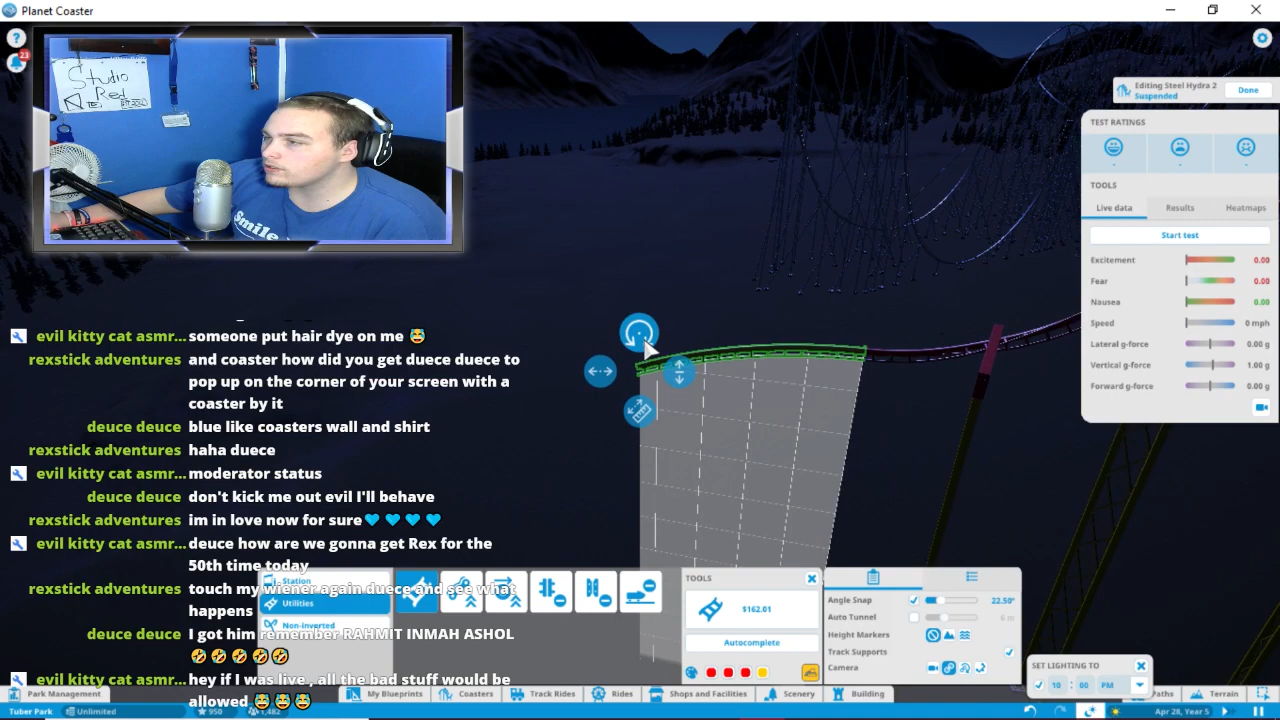 Planet Coaster
?
23
Studio
Red
Smile
Editing Steel Hydra 2
Suspended
Done
TEST RATINGS
-
-
-
TOOLS
Live data
Results
Heatmaps
Start test
Excitement
0.00
Fear
0.00
Nausea
0.00
Speed
0 mph
Lateral g-force
0.00 g
Vertical g-force
1.00 g
Forward g-force
0.00 g
evil kitty cat asmr... someone put hair dye on me 😅
rexstick adventures and coaster how did you get duece duece to
pop up on the corner of your screen with a
coaster by it
deuce deuce blue like coasters wall and shirt
rexstick adventures haha duece
evil kitty cat asmr... moderator status
deuce deuce don't kick me out evil I'll behave
rexstick adventures im in love now for sure💙💙💙💙
evil kitty cat asmr... deuce how are we gonna get Rex for the
50th time today
rexstick adventures touch my wiener again duece and see what
happens
deuce deuce I got him remember RAHMIT INMAH ASHOL
🤣🤣🤣🤣🤣
evil kitty cat asmr... hey if I was live , all the bad stuff would be
allowed 😅😅😅
Station
Utilities
Non-inverted
TOOLS
$162.01
Autocomplete
Angle Snap
22.50°
Auto Tunnel
6 m
Height Markers
Track Supports
Camera
SET LIGHTING TO
10 : 00 PM
Park Management
My Blueprints
Coasters
Track Rides
Rides
Shops and Facilities
Scenery
Building
Paths
Terrain
Tuber Park
Unlimited
950
1,482
Apr 28, Year 5